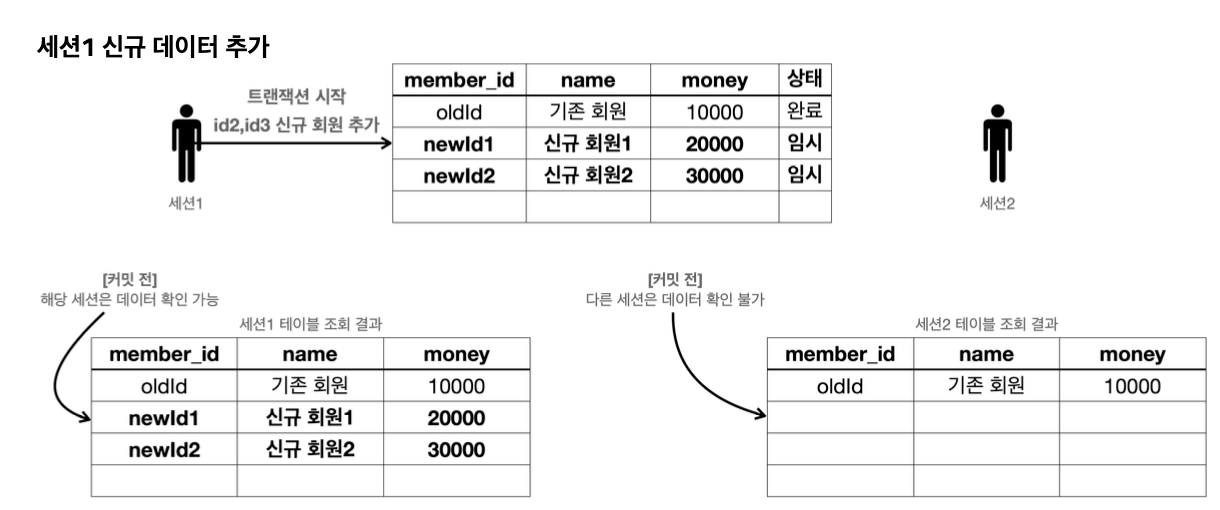 세션1 신규 데이터 추가
트랜잭션 시작
id2,id3 신규 회원 추가
member_id name money 상태
oldId 기존 회원 10000 완료
newId1 신규 회원1 20000 임시
newId2 신규 회원2 30000 임시
세션1
세션2
[커밋 전]
해당 세션은 데이터 확인 가능
세션1 테이블 조회 결과
member_id name money
oldId 기존 회원 10000
newId1 신규 회원1 20000
newId2 신규 회원2 30000
[커밋 전]
다른 세션은 데이터 확인 불가
세션2 테이블 조회 결과
member_id name money
oldId 기존 회원 10000